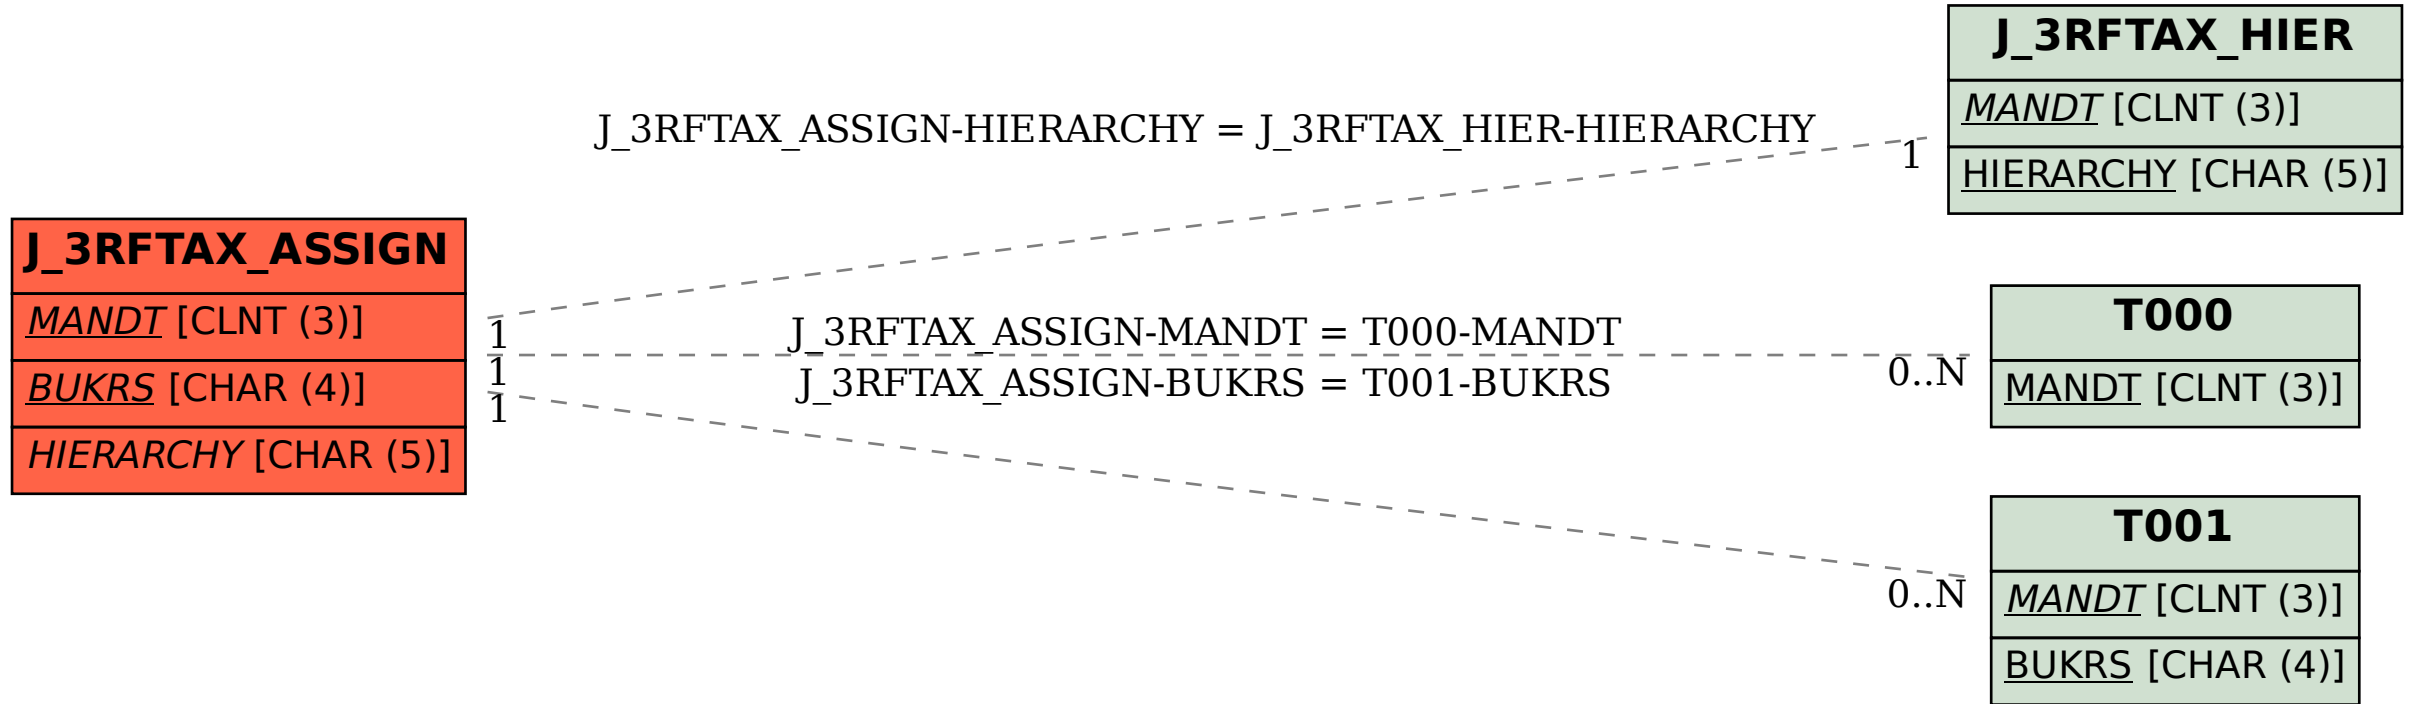 J_3RFTAX_HIER
MANDT [CLNT (3)]
HIERARCHY [CHAR (5)]
J_3RFTAX_ASSIGN-HIERARCHY = J_3RFTAX_HIER-HIERARCHY
1
J_3RFTAX_ASSIGN
MANDT [CLNT (3)]
BUKRS [CHAR (4)]
HIERARCHY [CHAR (5)]
1
1
1
J_3RFTAX_ASSIGN-MANDT = T000-MANDT
J_3RFTAX_ASSIGN-BUKRS = T001-BUKRS
0..N
T000
MANDT [CLNT (3)]
0..N
T001
MANDT [CLNT (3)]
BUKRS [CHAR (4)]